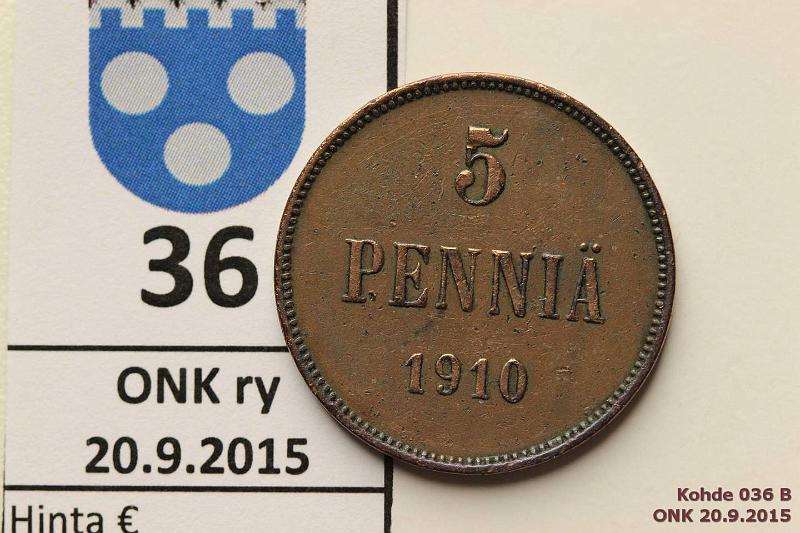 36
ONK ry
20.9.2015
Hinta €
5
PENNIÄ
1910
Kohde 036 B
ONK 20.9.2015